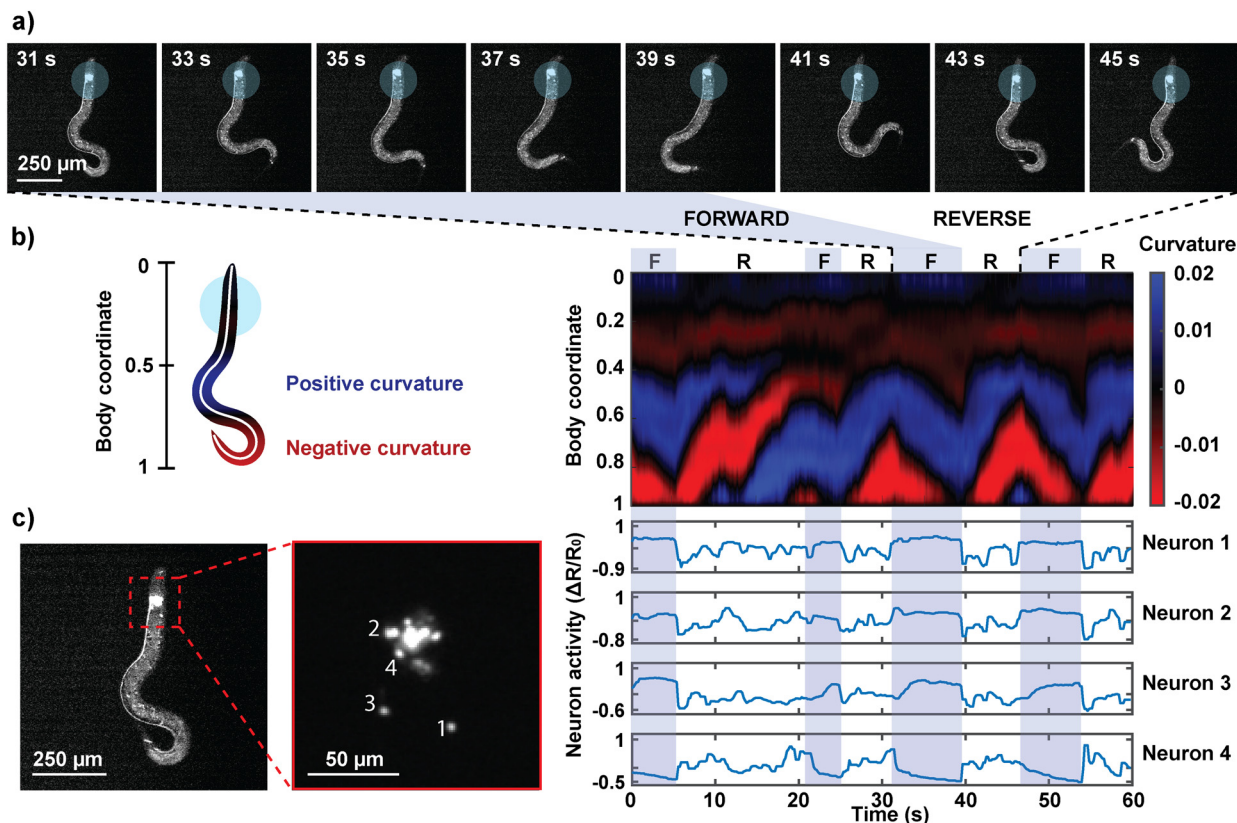 a)
31 s 33 s 35 s 37 s 39 s 41 s 43 s 45 s
250 µm
FORWARD REVERSE
b)
Body coordinate
0
0.5
1
Positive curvature
Negative curvature
F R F R F R F R
Curvature
Body coordinate
0
0.2
0.4
0.6
0.8
1
0.02
0.01
0
-0.01
-0.02
c)
250 µm
2
4
3
1
50 µm
Neuron activity (ΔR/R₀)
1
-0.9
Neuron 1
1
-0.8
Neuron 2
1
-0.6
Neuron 3
1
-0.5
Neuron 4
0 10 20 30 40 50 60
Time (s)